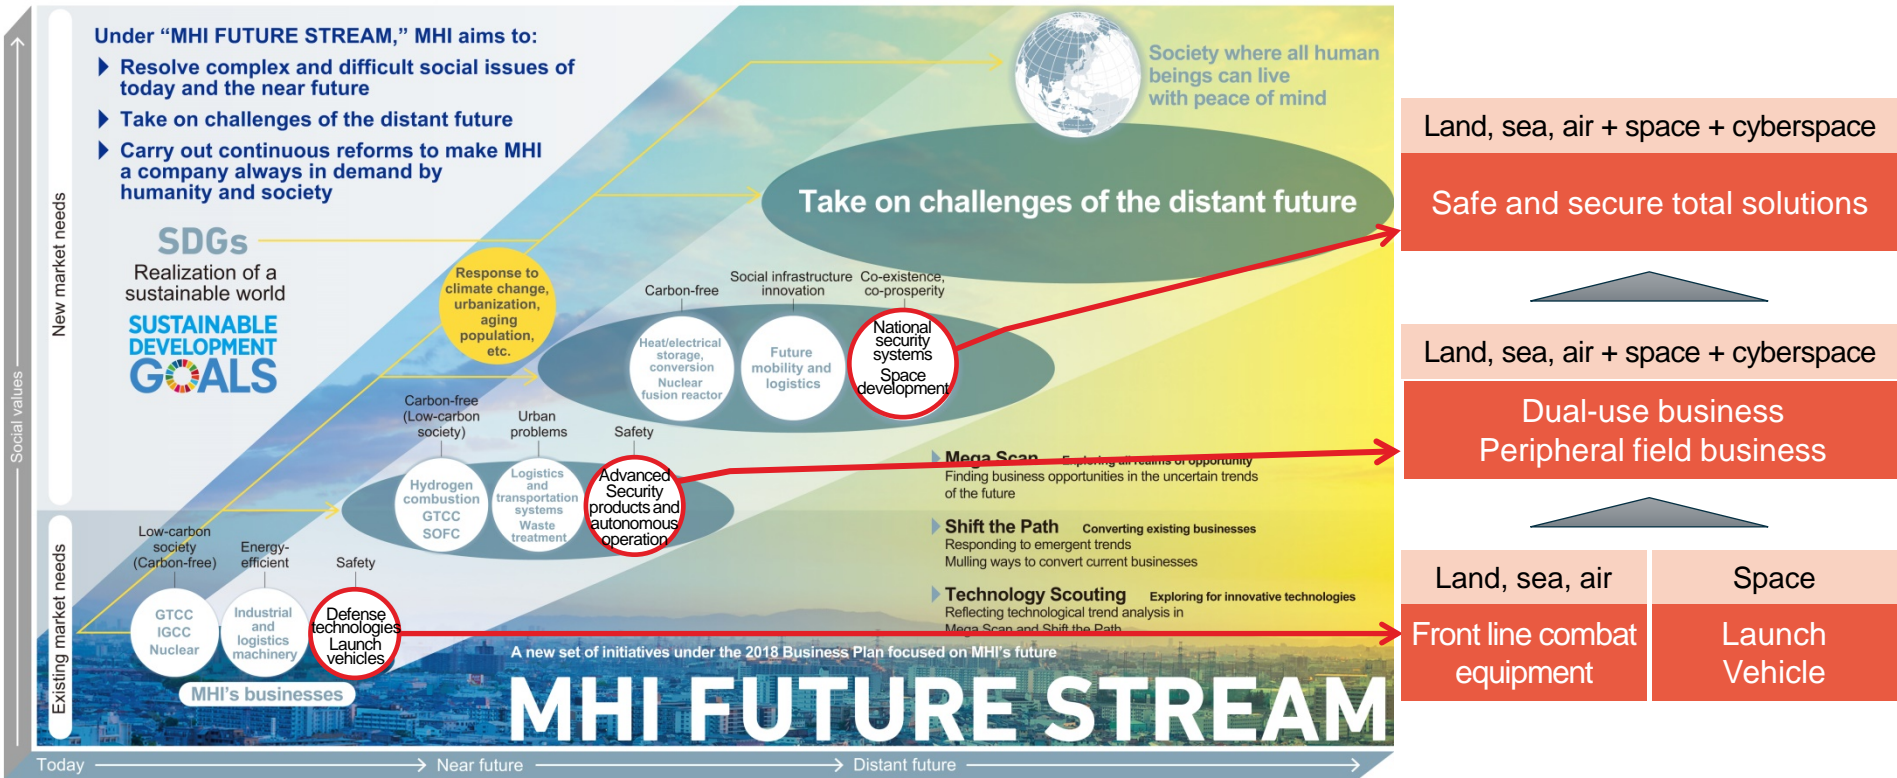 Under “MHI FUTURE STREAM,” MHI aims to:
Resolve complex and difficult social issues of
today and the near future
Take on challenges of the distant future
Carry out continuous reforms to make MHI
a company always in demand by
humanity and society
SDGs
Realization of a
sustainable world
SUSTAINABLE
DEVELOPMENT
GOALS
Social values
New market needs
Existing market needs
Society where all human
beings can live
with peace of mind
Take on challenges of the distant future
Response to
climate change,
urbanization,
aging
population,
etc.
Carbon-free
Heat/electrical
storage,
conversion
Nuclear
fusion reactor
Social infrastructure
innovation
Future
mobility and
logistics
Co-existence,
co-prosperity
National
security
systems
Space
development
Carbon-free
(Low-carbon
society)
Hydrogen
combustion
GTCC
SOFC
Urban
problems
Logistics
and
transportation
systems
Waste
treatment
Safety
Advanced
Security
products and
autonomous
operation
Low-carbon
society
(Carbon-free)
GTCC
IGCC
Nuclear
Energy-
efficient
Industrial
and
logistics
machinery
Safety
Defense
technologies
Launch
vehicles
MHI’s businesses
Mega Scan Exploring all realms of opportunity
Finding business opportunities in the uncertain trends
of the future
Shift the Path Converting existing businesses
Responding to emergent trends
Mulling ways to convert current businesses
Technology Scouting Exploring for innovative technologies
Reflecting technological trend analysis in
Mega Scan and Shift the Path
A new set of initiatives under the 2018 Business Plan focused on MHI’s future
MHI FUTURE STREAM
Today
Near future
Distant future
Land, sea, air + space + cyberspace
Safe and secure total solutions
Land, sea, air + space + cyberspace
Dual-use business
Peripheral field business
Land, sea, air
Front line combat
equipment
Space
Launch
Vehicle